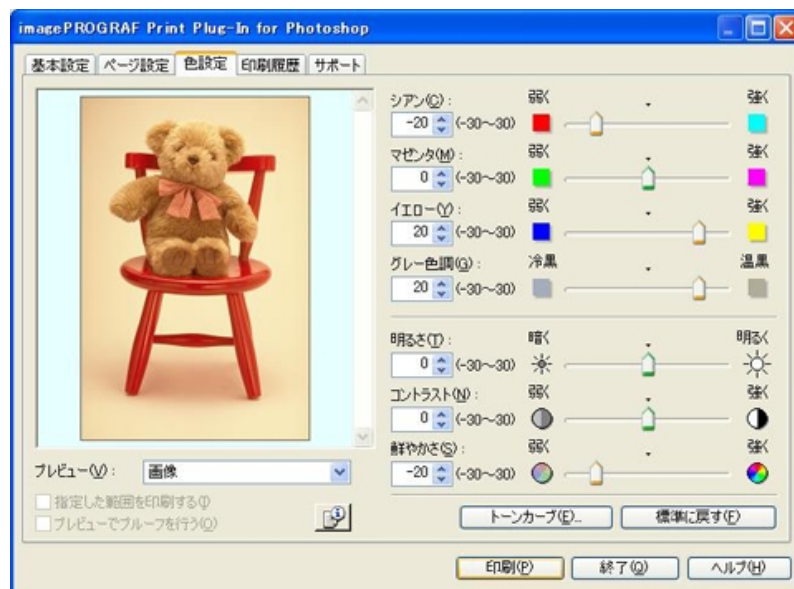 imagePROGRAF Print Plug-In for Photoshop
基本設定 ページ設定 色設定 印刷履歴 サポート
シアン(C): 弱く 強く
-20 (-30～30)
マゼンタ(M): 弱く 強く
0 (-30～30)
イエロー(Y): 弱く 強く
20 (-30～30)
グレー色調(G): 冷黒 温黒
20 (-30～30)
明るさ(T): 暗く 明るく
0 (-30～30)
コントラスト(N): 弱く 強く
0 (-30～30)
鮮やかさ(S): 弱く 強く
-20 (-30～30)
プレビュー(V): 画像
指定した範囲を印刷する(I)
プレビューでプルーフを行う(O)
トーンカーブ(E)... 標準に戻す(F)
印刷(P) 終了(Q) ヘルプ(H)